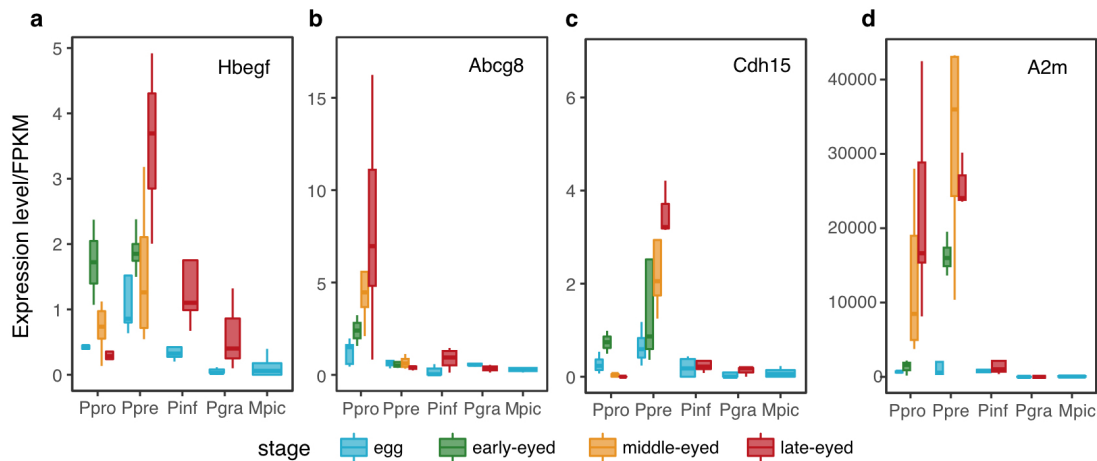 a b c d
Expression level/FPKM
Hbegf
5
4
3
2
1
0
Ppro Ppre Pinf Pgra Mpic
Abcg8
15
10
5
0
Ppro Ppre Pinf Pgra Mpic
Cdh15
6
4
2
0
Ppro Ppre Pinf Pgra Mpic
A2m
40000
30000
20000
10000
0
Ppro Ppre Pinf Pgra Mpic
stage egg early-eyed middle-eyed late-eyed